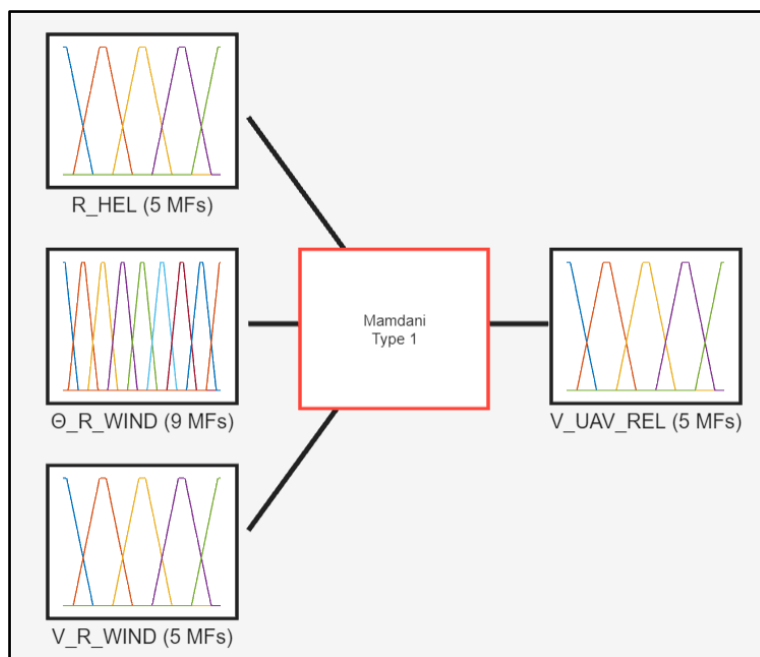 R_HEL (5 MFs)
Θ_R_WIND (9 MFs)
V_R_WIND (5 MFs)
Mamdani
Type 1
V_UAV_REL (5 MFs)